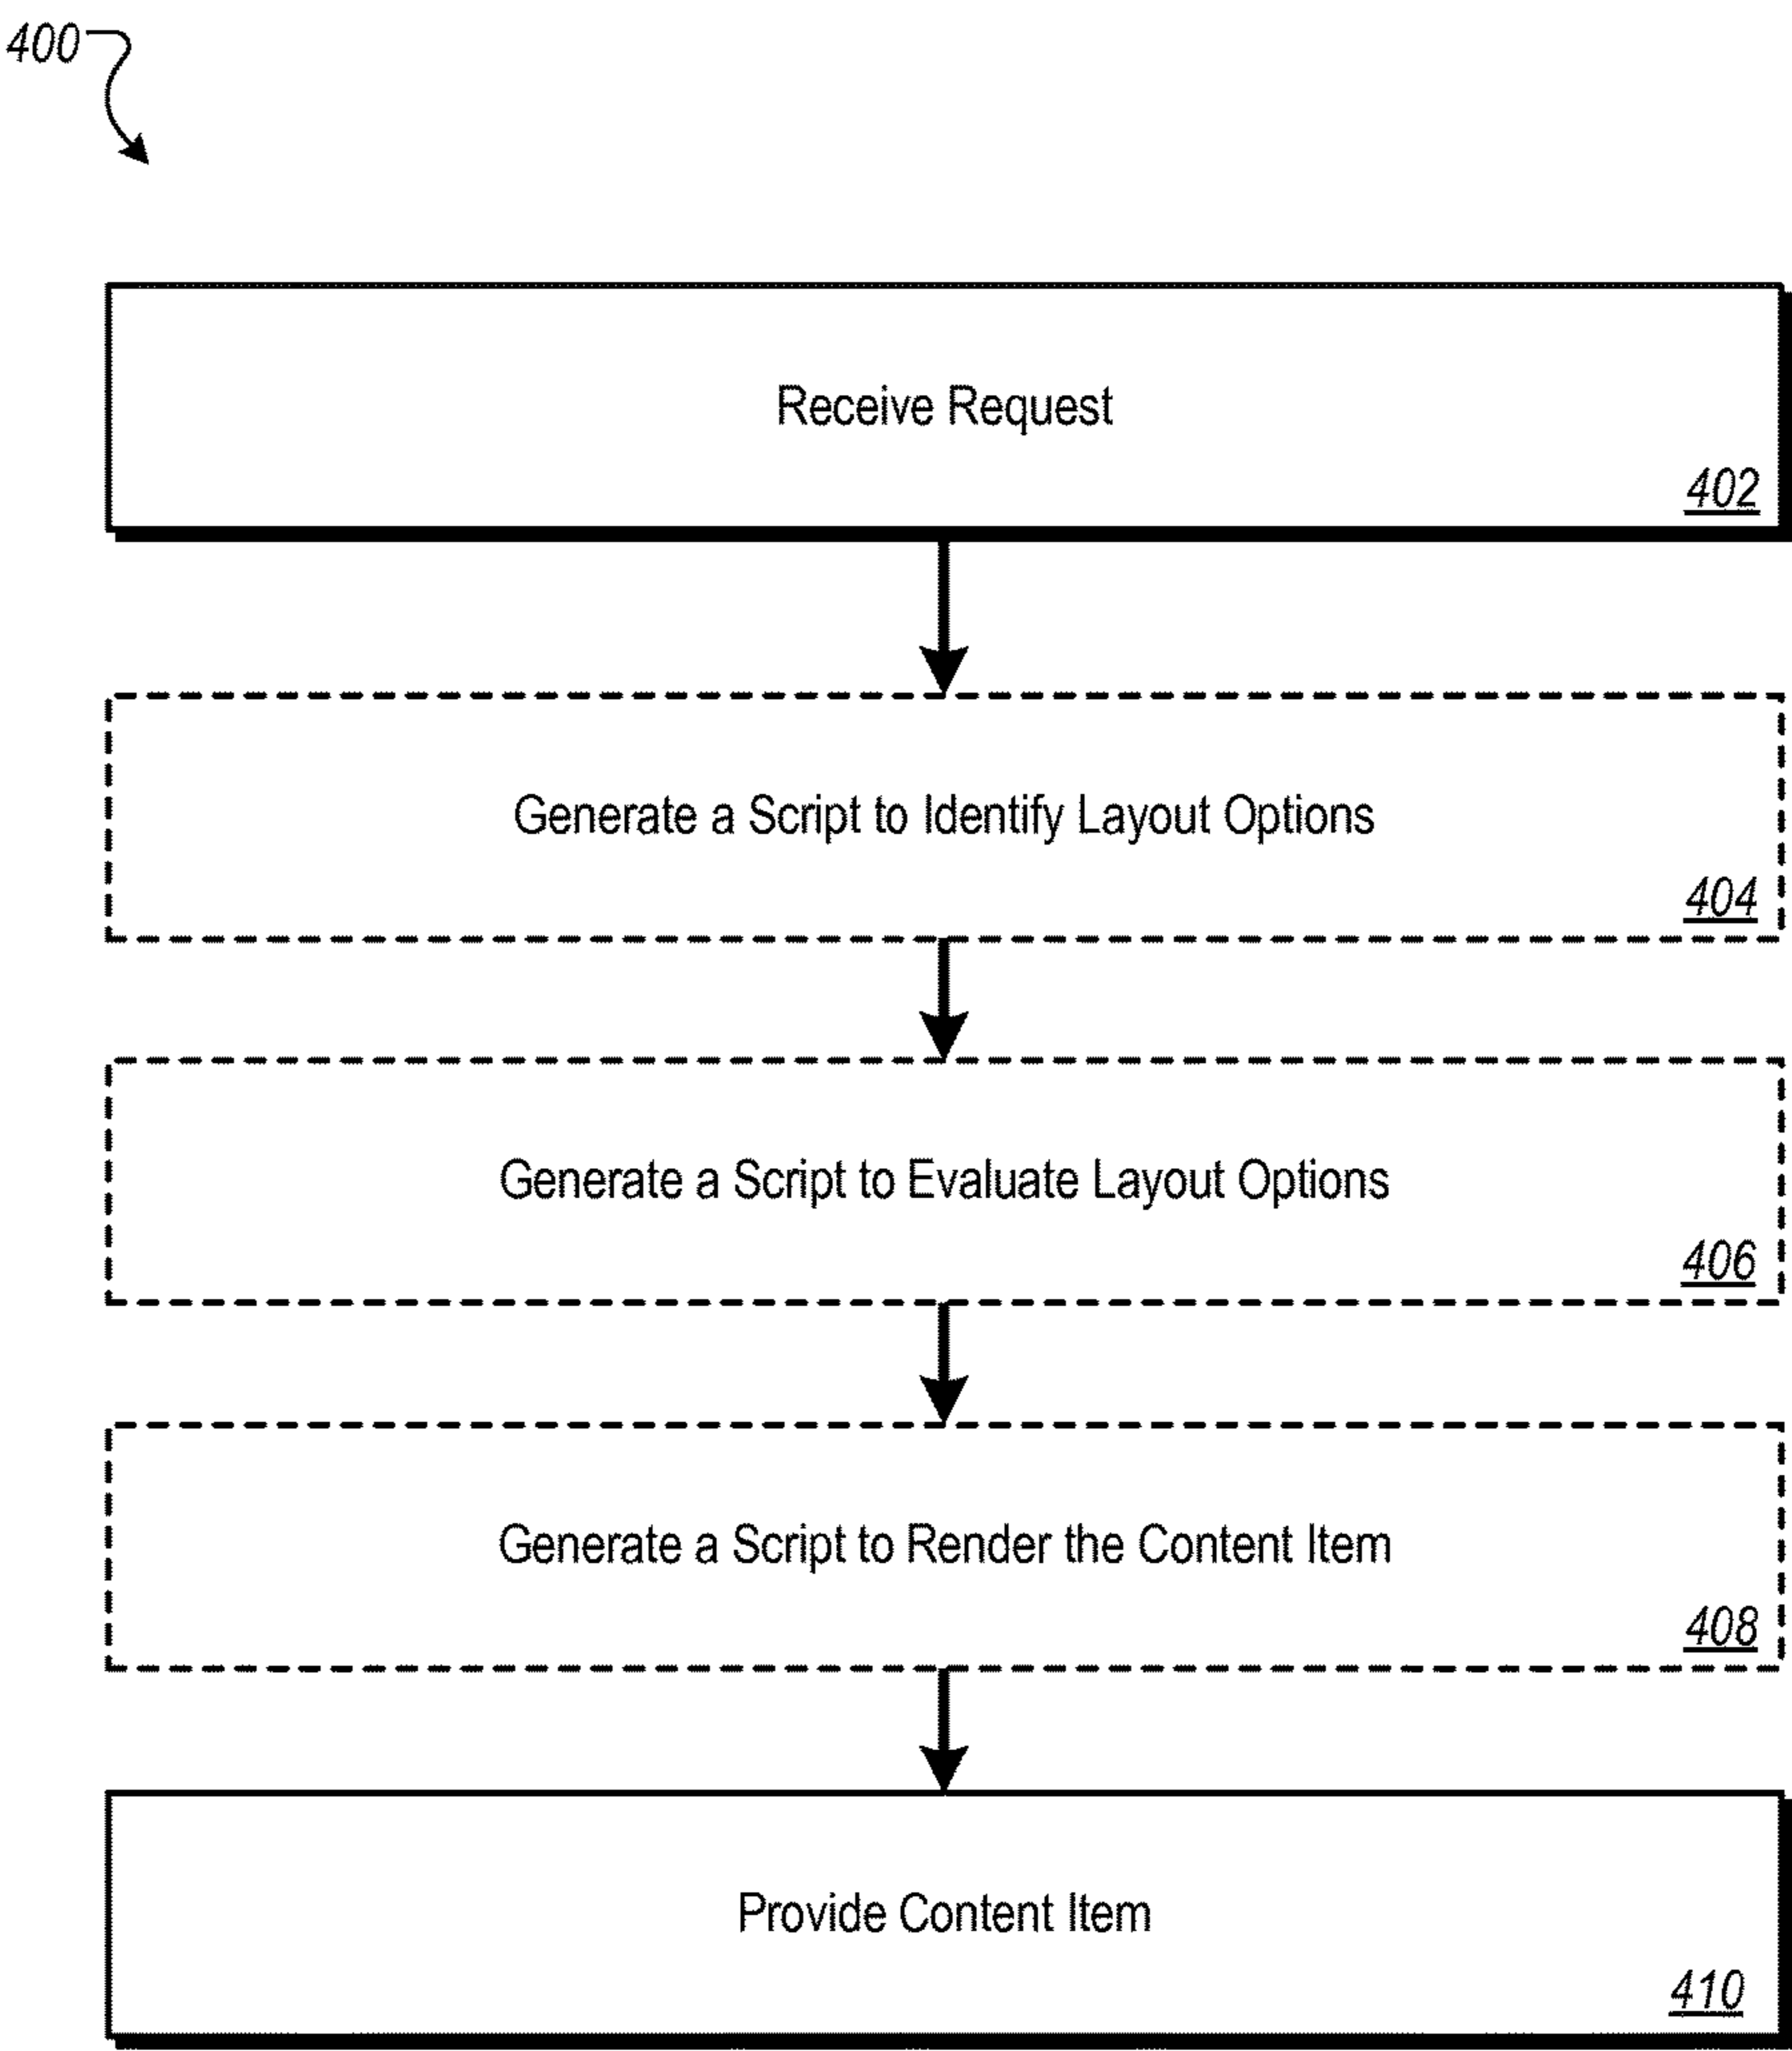 400
Receive Request
402
Generate a Script to Identify Layout Options
404
Generate a Script to Evaluate Layout Options
406
Generate a Script to Render the Content Item
408
Provide Content Item
410